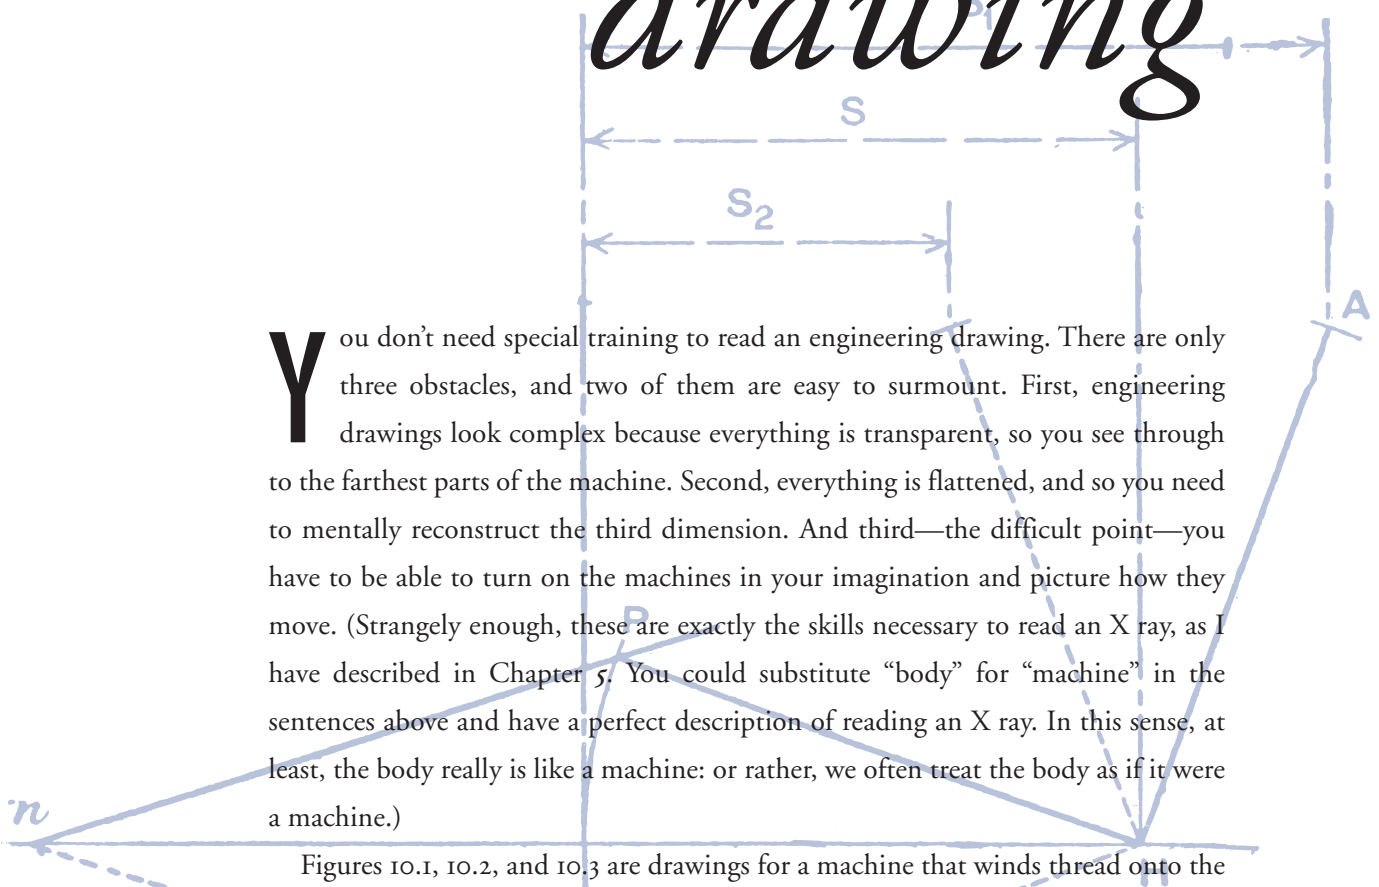 drawing
S1
S
S2
A
You don’t need special training to read an engineering drawing. There are only
three obstacles, and two of them are easy to surmount. First, engineering
drawings look complex because everything is transparent, so you see through
to the farthest parts of the machine. Second, everything is flattened, and so you need
to mentally reconstruct the third dimension. And third—the difficult point—you
have to be able to turn on the machines in your imagination and picture how they
P
move. (Strangely enough, these are exactly the skills necessary to read an X ray, as I
have described in Chapter 5. You could substitute “body” for “machine” in the
sentences above and have a perfect description of reading an X ray. In this sense, at
least, the body really is like a machine: or rather, we often treat the body as if it were
n
a machine.)
Figures 10.1, 10.2, and 10.3 are drawings for a machine that winds thread onto the
H